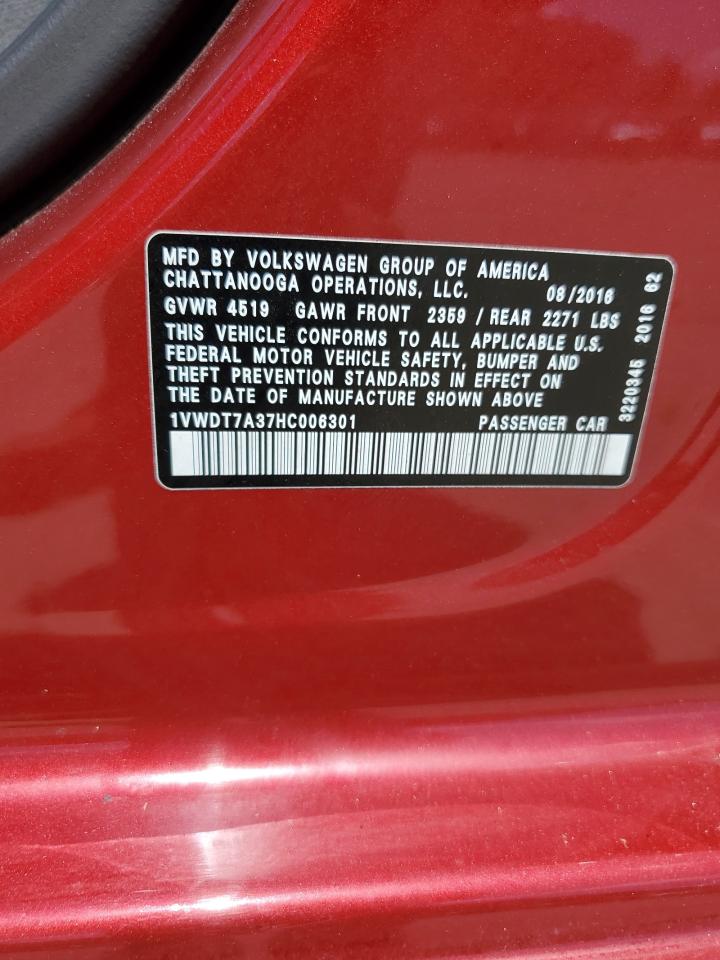 MFD BY VOLKSWAGEN GROUP OF AMERICA
CHATTANOOGA OPERATIONS, LLC. 08/2016
GVWR 4519 GAWR FRONT 2359 / REAR 2271 LBS
THIS VEHICLE CONFORMS TO ALL APPLICABLE U.S.
FEDERAL MOTOR VEHICLE SAFETY, BUMPER AND
THEFT PREVENTION STANDARDS IN EFFECT ON
THE DATE OF MANUFACTURE SHOWN ABOVE
1VWDT7A37HC006301 PASSENGER CAR
3220345 2016 62